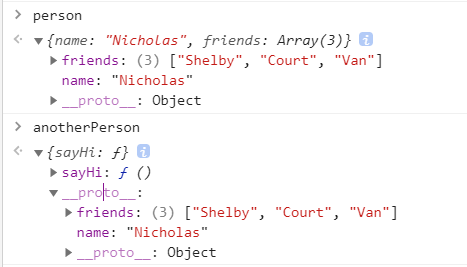 > person
<· ▼{name: "Nicholas", friends: Array(3)} i
▶friends: (3) ["Shelby", "Court", "Van"]
name: "Nicholas"
▶__proto__: Object
> anotherPerson
<· ▼{sayHi: ƒ} i
▶sayHi: ƒ ()
▼__proto__:
▶friends: (3) ["Shelby", "Court", "Van"]
name: "Nicholas"
▶__proto__: Object